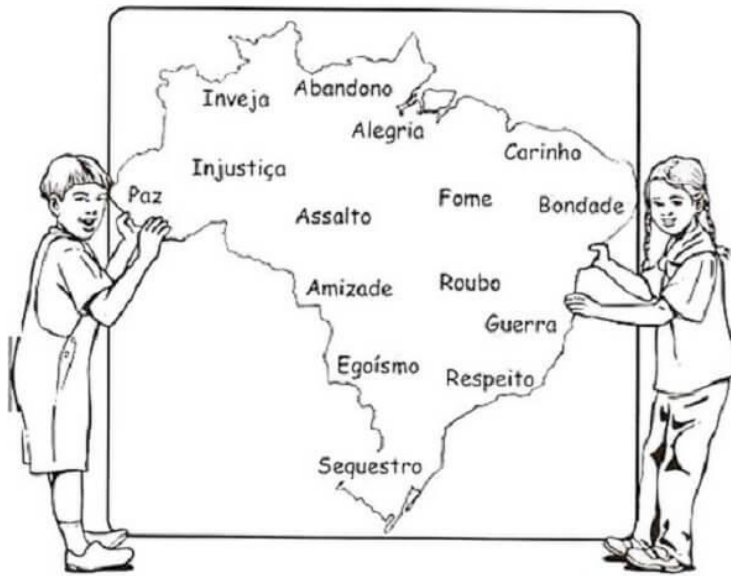 Abandono
Inveja
Alegria
Carinho
Injustiça
Paz
Fome
Bondade
Assalto
Amizade
Roubo
Guerra
Egoísmo
Respeito
Sequestro